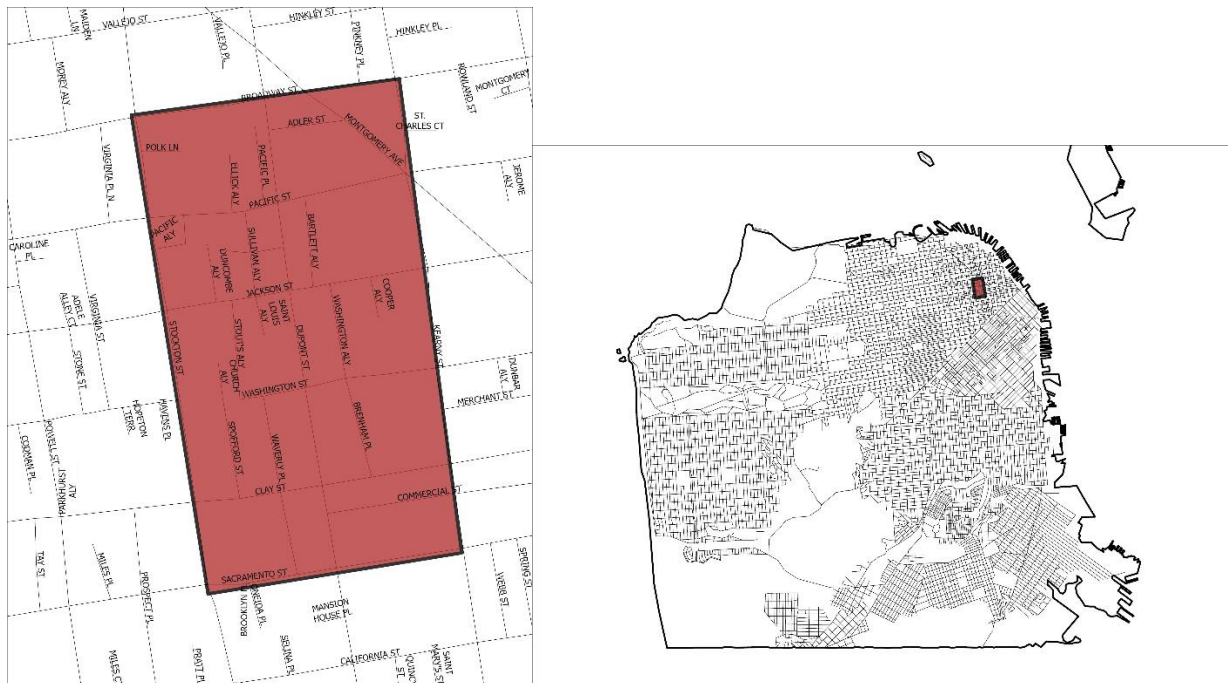 MAIDEN LN
VALLEJO ST
VALLEJO PL
HINKLEY ST
PINKNEY PL
HINKLEY PL
MOREY ALY
ROWLAND ST
MONTGOMERY CT
BROADWAY ST
ADLER ST
MONTGOMERY AVE
ST. CHARLES CT
POLK LN
VIRGINIA PL N
ELLICK ALY
PACIFIC PL
JEROME ALY
PACIFIC ST
PACIFIC ALY
BARTLETT ALY
SULLIVAN ALY
DUNCOMBE ALY
CAROLINE PL
JACKSON ST
COOPER ALY
ADELE ALLEY CT
VIRGINIA ST
STOCKTON ST
STOUTS ALY
SAINT LOUIS ALY
DUPONT ST
WASHINGTON ALY
KEARNY ST
STONE ST
CHURCH ALY
WASHINGTON ST
DUNBAR ALY
MERCHANT ST
HOPETON TERR
HAVENS PL
BRENHAM PL
CODMAN PL
POWELL ST
PARKHURST ALY
SPOFFORD ST
WAVERLY PL
CLAY ST
COMMERCIAL ST
TAY ST
MILES PL
PROSPECT PL
SACRAMENTO ST
ONEIDA PL
MANSION HOUSE PL
WEBB ST
SPRING ST
MILES C
PRATT PL
SELINA PL
CALIFORNIA ST
QUINC ST
SAINT MARY'S ST